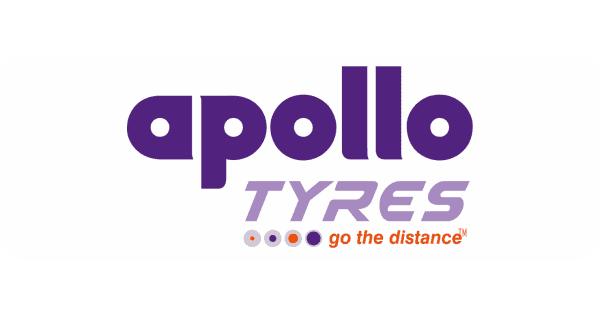 apollo
TYRES
go the distance™